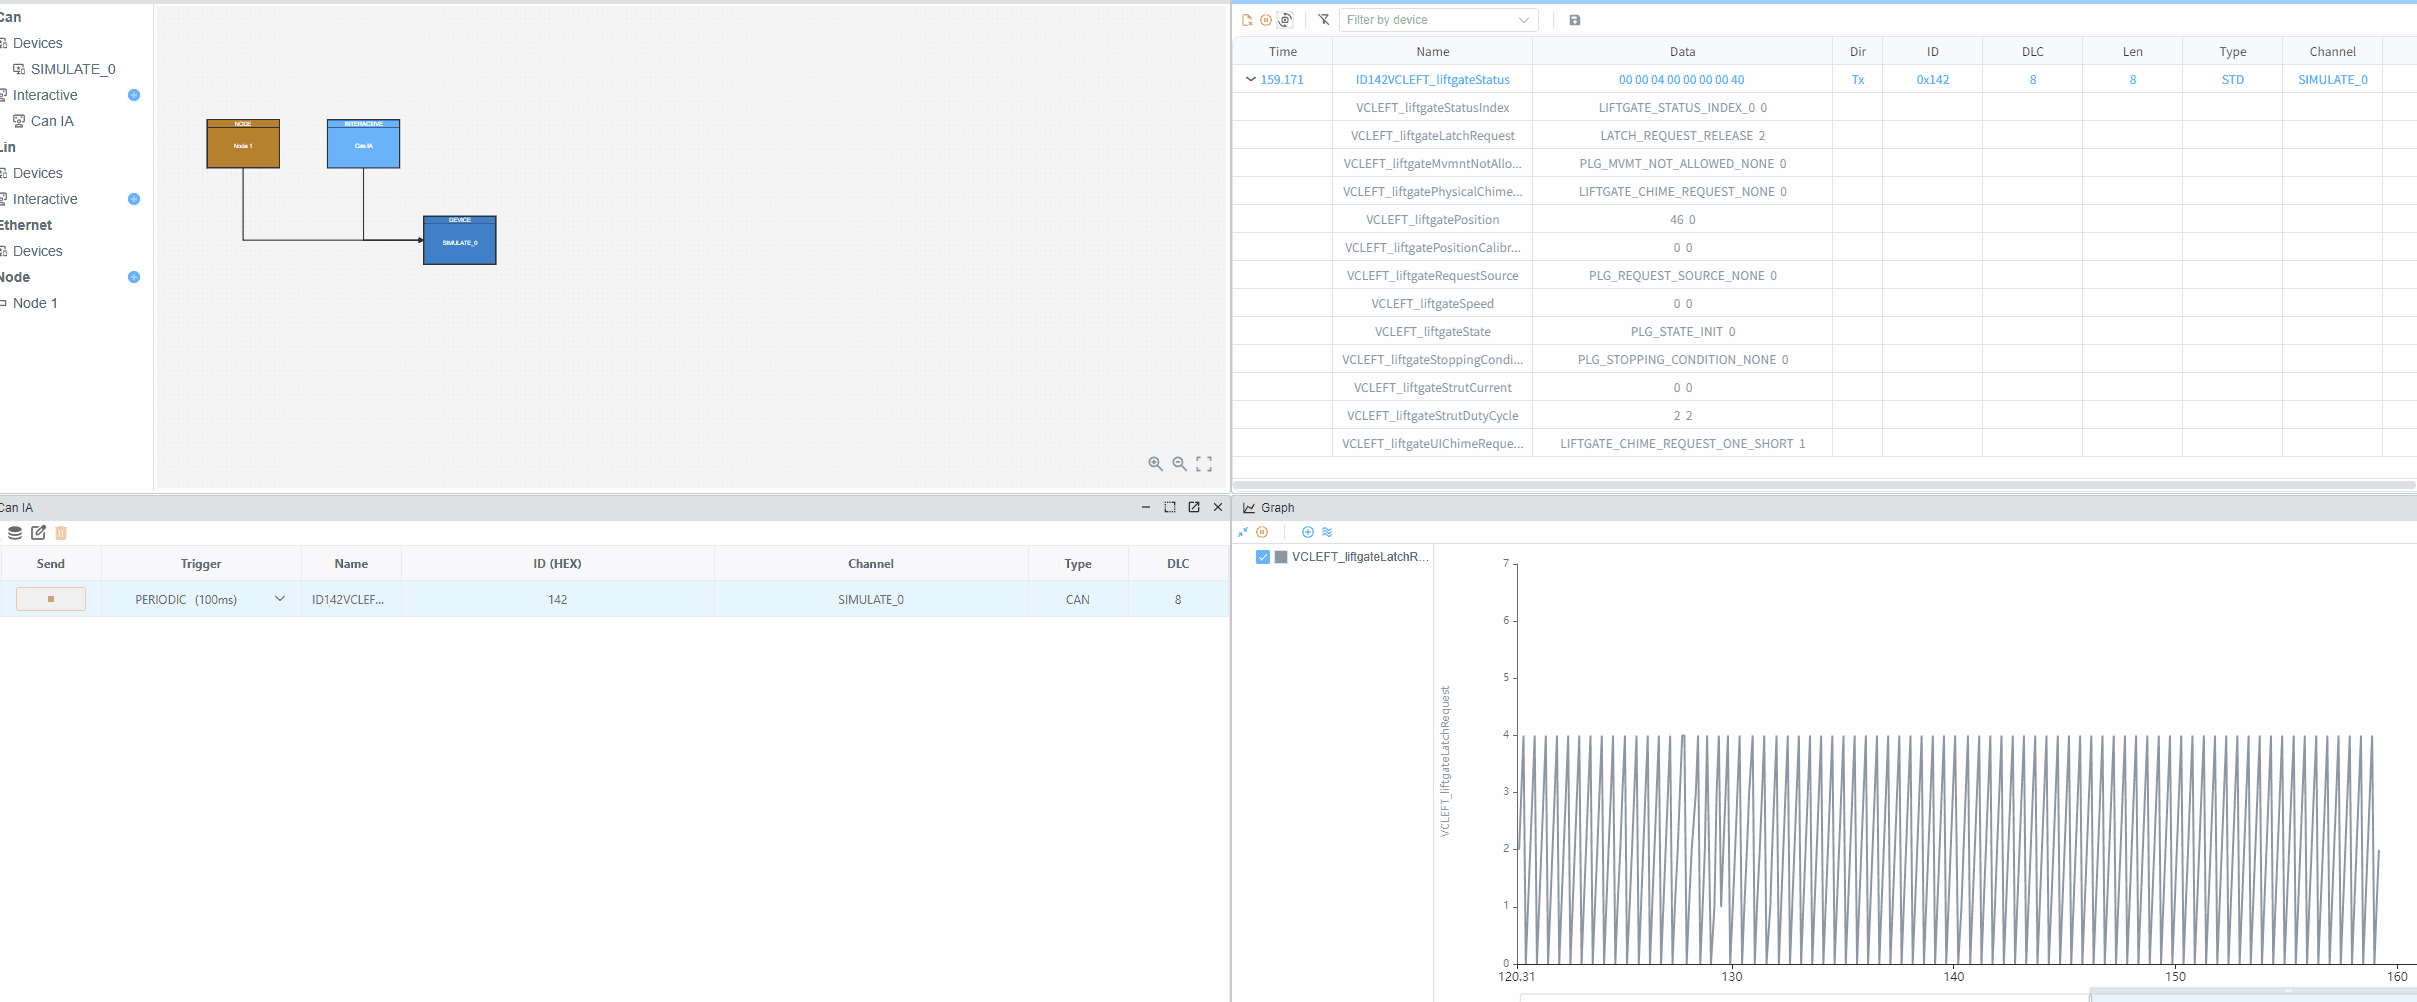 Can
Devices
SIMULATE_0
Interactive
Can IA
Lin
Devices
Interactive
Ethernet
Devices
Node
Node 1
NODE
Node 1
INTERACTIVE
Can IA
DEVICE
SIMULATE_0
Filter by device
Time Name Data Dir ID DLC Len Type Channel
159.171 ID142VCLEFT_liftgateStatus 00 00 04 00 00 00 00 40 Tx 0x142 8 8 STD SIMULATE_0
VCLEFT_liftgateStatusIndex LIFTGATE_STATUS_INDEX_0 0
VCLEFT_liftgateLatchRequest LATCH_REQUEST_RELEASE 2
VCLEFT_liftgateMvmntNotAllo... PLG_MVMT_NOT_ALLOWED_NONE 0
VCLEFT_liftgatePhysicalChime... LIFTGATE_CHIME_REQUEST_NONE 0
VCLEFT_liftgatePosition 46 0
VCLEFT_liftgatePositionCalibr... 0 0
VCLEFT_liftgateRequestSource PLG_REQUEST_SOURCE_NONE 0
VCLEFT_liftgateSpeed 0 0
VCLEFT_liftgateState PLG_STATE_INIT 0
VCLEFT_liftgateStoppingCondi... PLG_STOPPING_CONDITION_NONE 0
VCLEFT_liftgateStrutCurrent 0 0
VCLEFT_liftgateStrutDutyCycle 2 2
VCLEFT_liftgateUIChimeReque... LIFTGATE_CHIME_REQUEST_ONE_SHORT 1
Can IA
Send Trigger Name ID (HEX) Channel Type DLC
PERIODIC (100ms) ID142VCLEF... 142 SIMULATE_0 CAN 8
Graph
VCLEFT_liftgateLatchR...
VCLEFT_liftgateLatchRequest
7
6
5
4
3
2
1
0
120.31 130 140 150 160